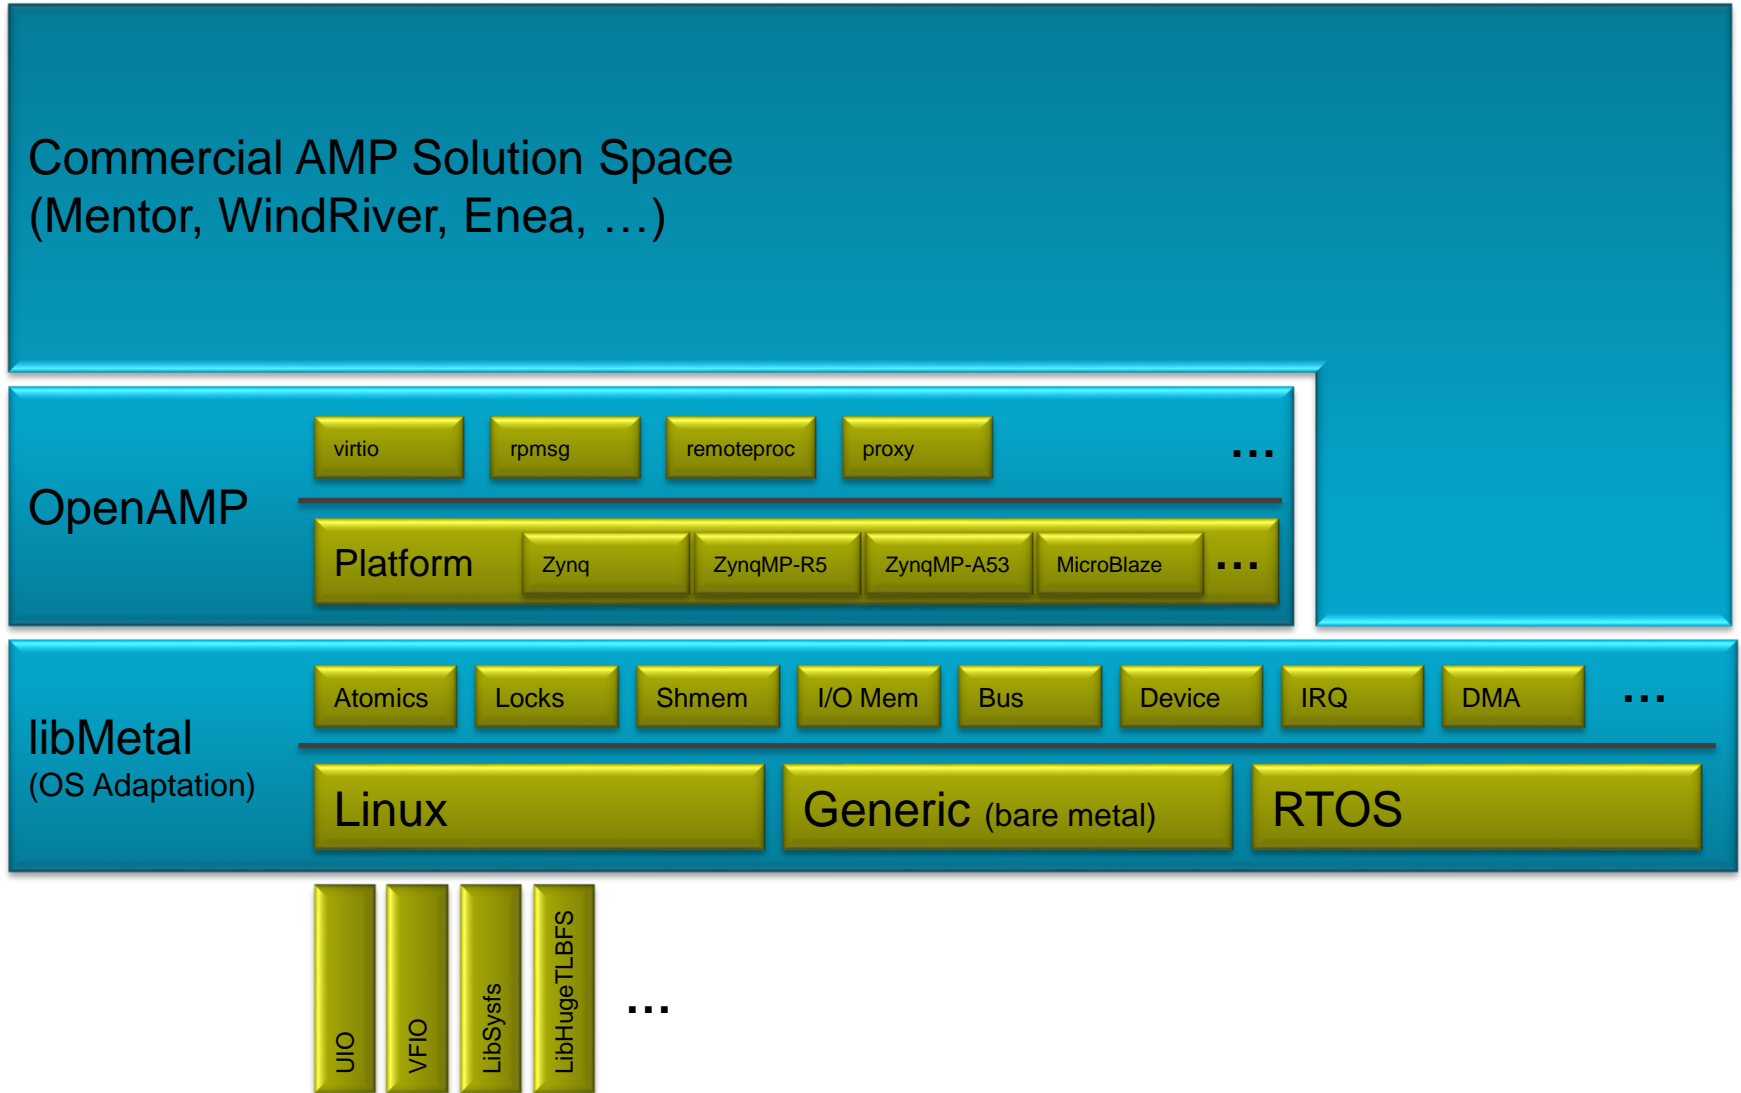 Commercial AMP Solution Space
(Mentor, WindRiver, Enea, …)
virtio
rpmsg
remoteproc
proxy
…
OpenAMP
Platform
Zynq
ZynqMP-R5
ZynqMP-A53
MicroBlaze
…
Atomics
Locks
Shmem
I/O Mem
Bus
Device
IRQ
DMA
…
libMetal
(OS Adaptation)
Linux
Generic (bare metal)
RTOS
UIO
VFIO
LibSysfs
LibHugeTLBFS
…